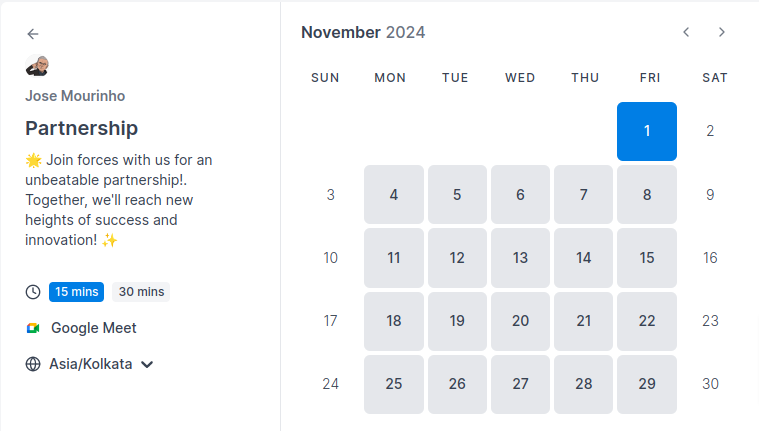 Jose Mourinho
Partnership
🌟 Join forces with us for an
unbeatable partnership!.
Together, we'll reach new
heights of success and
innovation! ✨
15 mins 30 mins
Google Meet
Asia/Kolkata
November 2024
SUN MON TUE WED THU FRI SAT
1 2
3 4 5 6 7 8 9
10 11 12 13 14 15 16
17 18 19 20 21 22 23
24 25 26 27 28 29 30